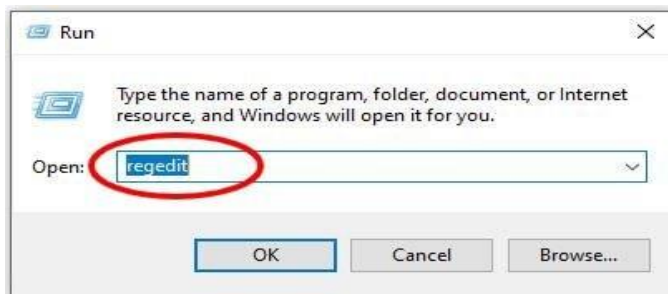 Run
Type the name of a program, folder, document, or Internet
resource, and Windows will open it for you.
Open: regedit
OK Cancel Browse...